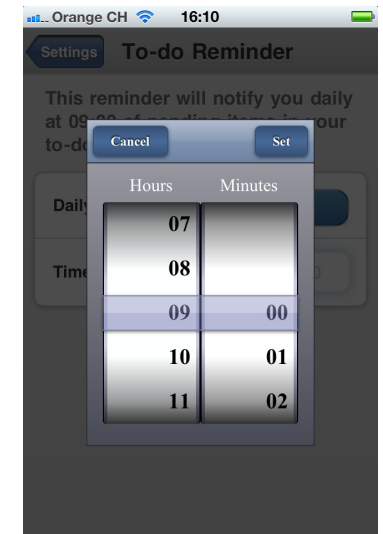 Orange CH 16:10
Settings To-do Reminder
This reminder will notify you daily
at 09:00 of pending items in your
to-do
Cancel Set
Daily
Hours Minutes
07
Time 08
09 00
10 01
11 02